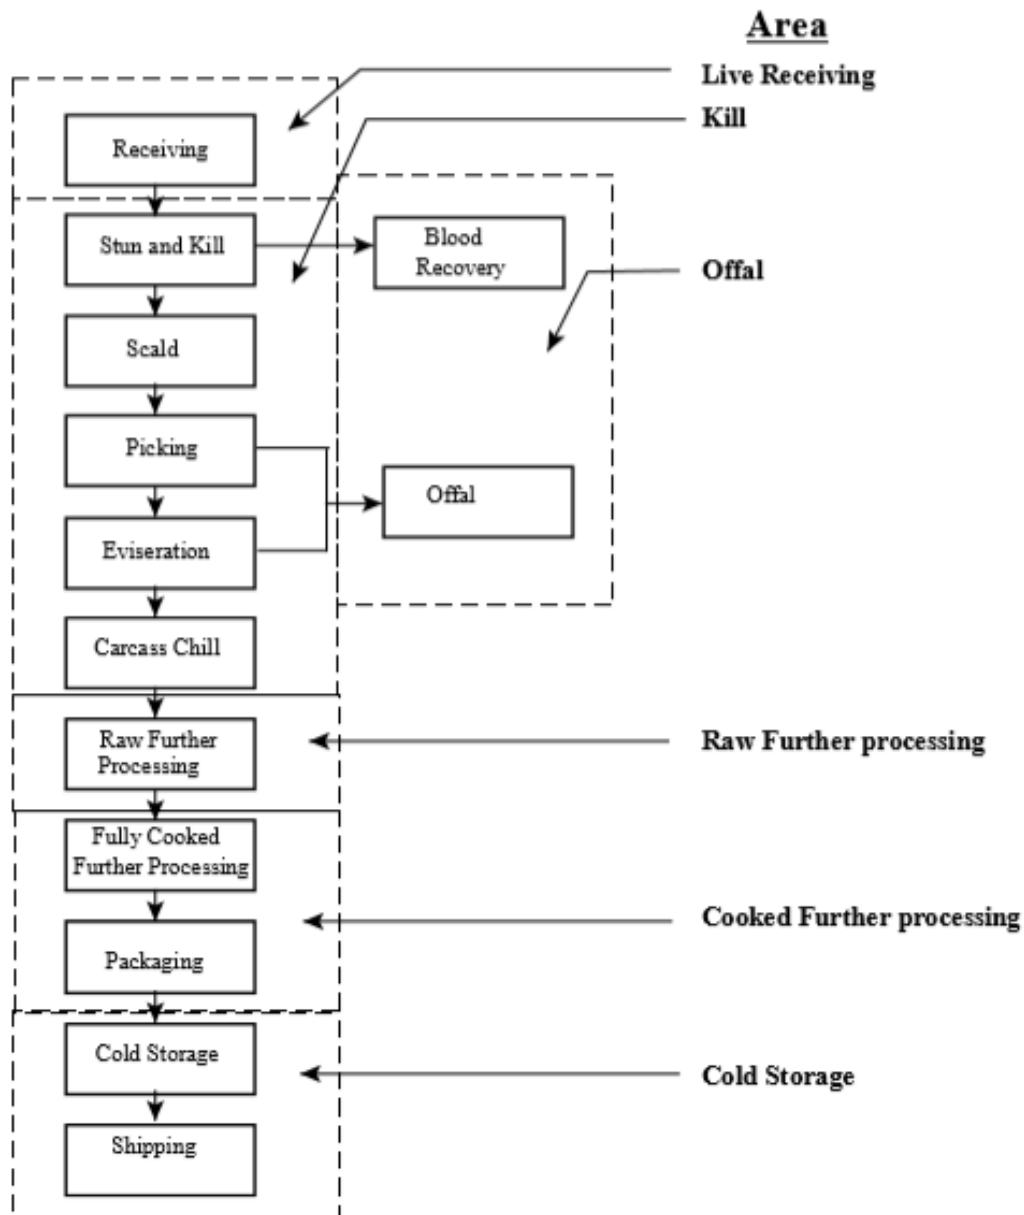 Area
Live Receiving
Kill
Receiving
Stun and Kill
Blood
Recovery
Offal
Scald
Picking
Offal
Eviseration
Carcass Chill
Raw Further
Processing
Raw Further processing
Fully Cooked
Further Processing
Cooked Further processing
Packaging
Cold Storage
Cold Storage
Shipping